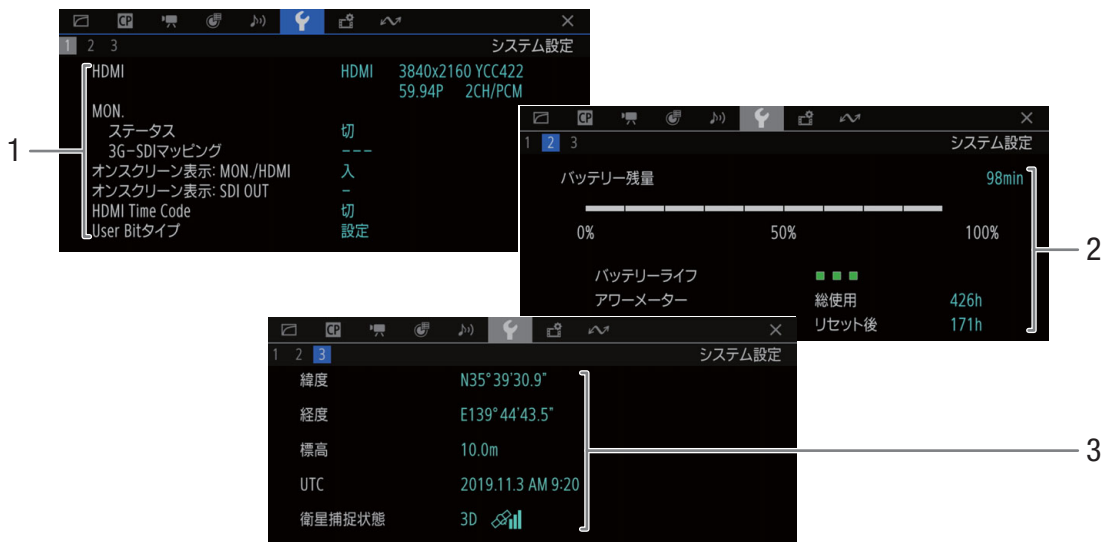 CP
1 2 3 システム設定
HDMI HDMI 3840x2160 YCC422
59.94P 2CH/PCM
MON.
ステータス 切
3G-SDIマッピング ---
オンスクリーン表示: MON./HDMI 入
オンスクリーン表示: SDI OUT -
HDMI Time Code 切
User Bitタイプ 設定
1
CP
1 2 3 システム設定
バッテリー残量 98min
0% 50% 100%
バッテリーライフ
アワーメーター 総使用 426h
リセット後 171h
2
CP
1 2 3 システム設定
緯度 N35°39'30.9"
経度 E139°44'43.5"
標高 10.0m
UTC 2019.11.3 AM 9:20
衛星捕捉状態 3D
3